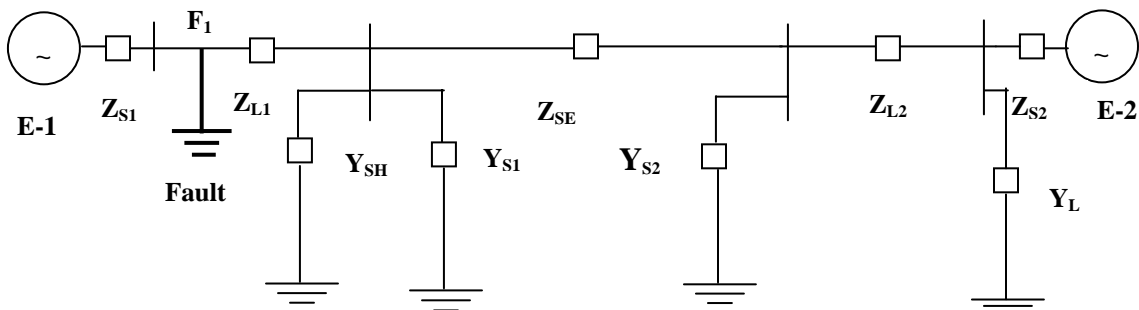 F1
~
~
ZS1
ZL1
ZSE
ZL2
ZS2
E-1
E-2
YSH
YS1
YS2
YL
Fault